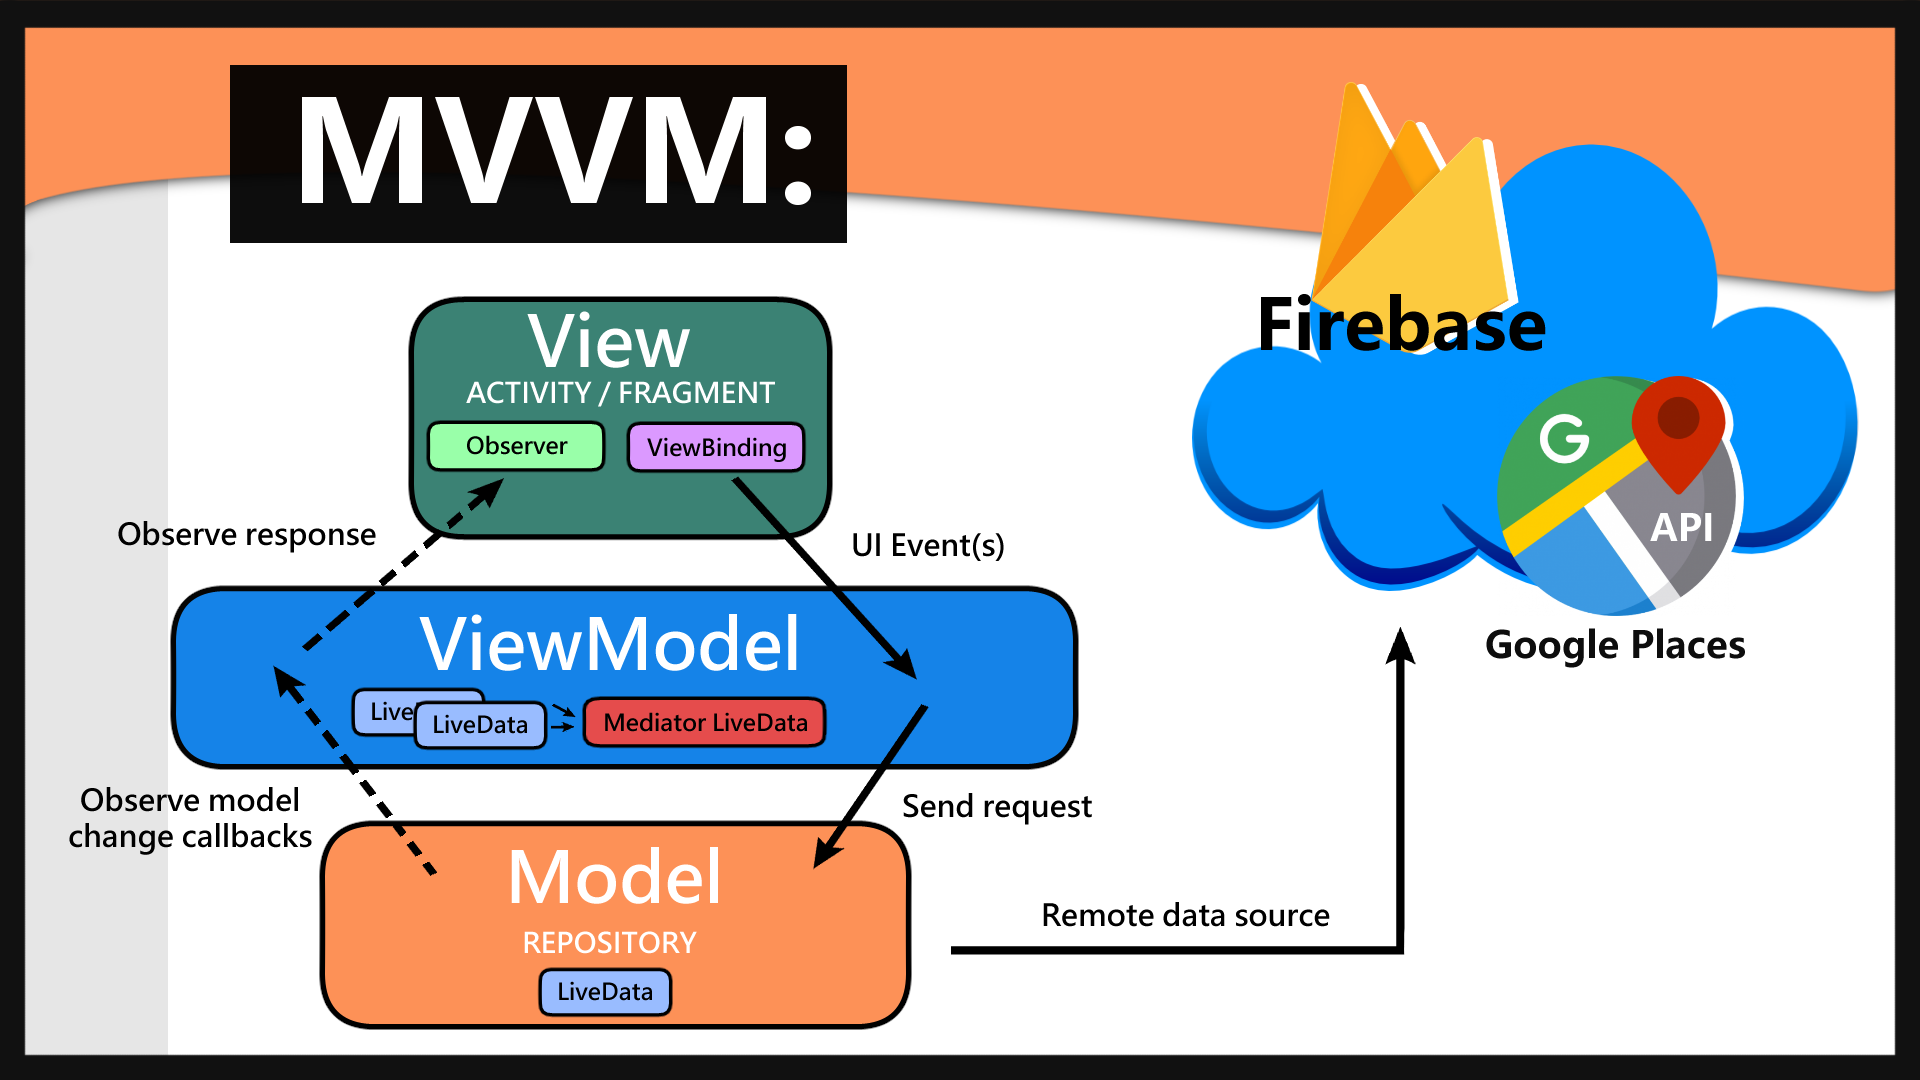 MVVM:
Firebase
View
ACTIVITY / FRAGMENT
Observer
ViewBinding
G
API
Google Places
Observe response
UI Event(s)
ViewModel
Live
LiveData
Mediator LiveData
Observe model
change callbacks
Send request
Model
REPOSITORY
LiveData
Remote data source